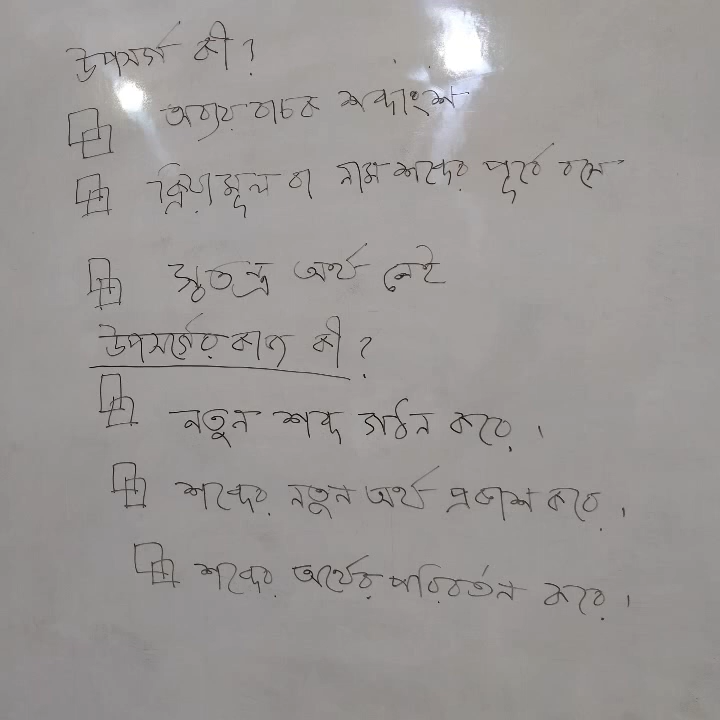 উপসর্গ কী?
অব্যয় বাচক শব্দাংশ
ক্রিয়ামূল বা নাম শব্দের পূর্বে বসে
স্বতন্ত্র অর্থ নেই
উপসর্গের কাজ কী?
নতুন শব্দ গঠন করে।
শব্দের নতুন অর্থ প্রকাশ করে।
শব্দের অর্থের পরিবর্তন করে।